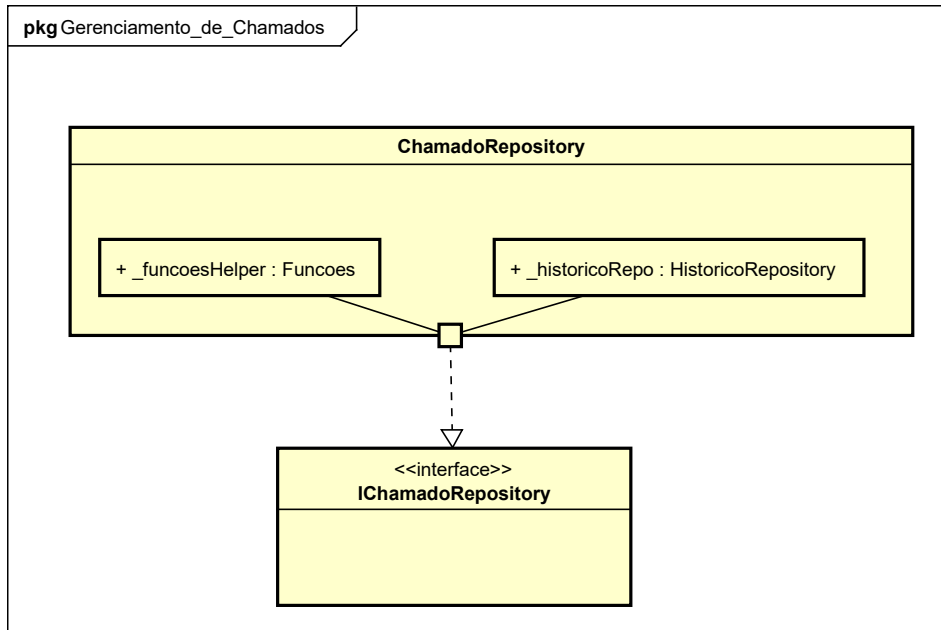 pkg Gerenciamento_de_Chamados
ChamadoRepository
+ _funcoesHelper : Funcoes
+ _historicoRepo : HistoricoRepository
<<interface>>
IChamadoRepository